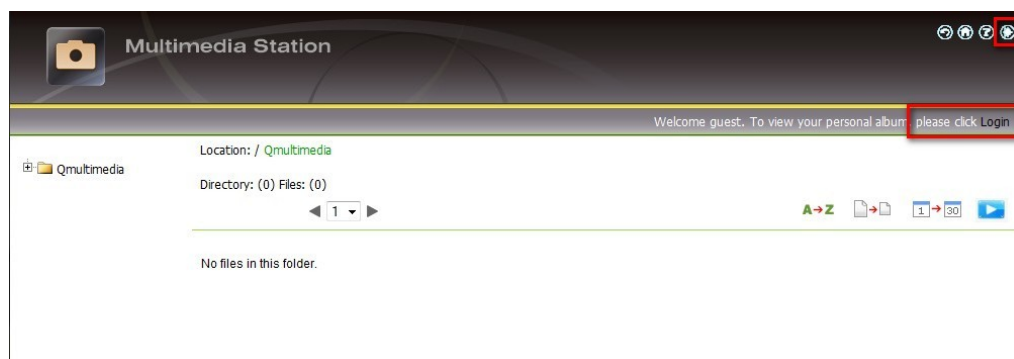 Multimedia Station
Welcome guest. To view your personal album, please click Login
Qmultimedia
Location: / Qmultimedia
Directory: (0) Files: (0)
1
A→Z 1→30
No files in this folder.